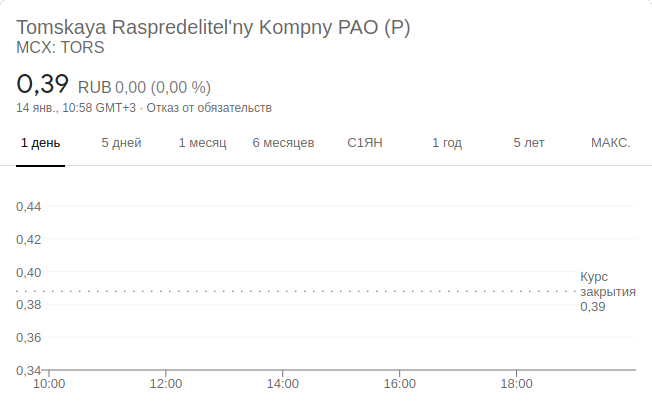 Tomskaya Raspredelitel'ny Kompny PAO (P)
MCX: TORS
0,39 RUB 0,00 (0,00 %)
14 янв., 10:58 GMT+3 · Отказ от обязательств
1 день 5 дней 1 месяц 6 месяцев С1ЯН 1 год 5 лет МАКС.
0,44
0,42
0,40
Курс
закрытия
0,39
0,38
0,36
0,34
10:00 12:00 14:00 16:00 18:00